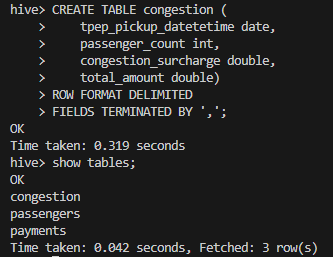 hive> CREATE TABLE congestion (
    >     tpep_pickup_datetetime date,
    >     passenger_count int,
    >     congestion_surcharge double,
    >     total_amount double)
    > ROW FORMAT DELIMITED
    > FIELDS TERMINATED BY ',';
OK
Time taken: 0.319 seconds
hive> show tables;
OK
congestion
passengers
payments
Time taken: 0.042 seconds, Fetched: 3 row(s)